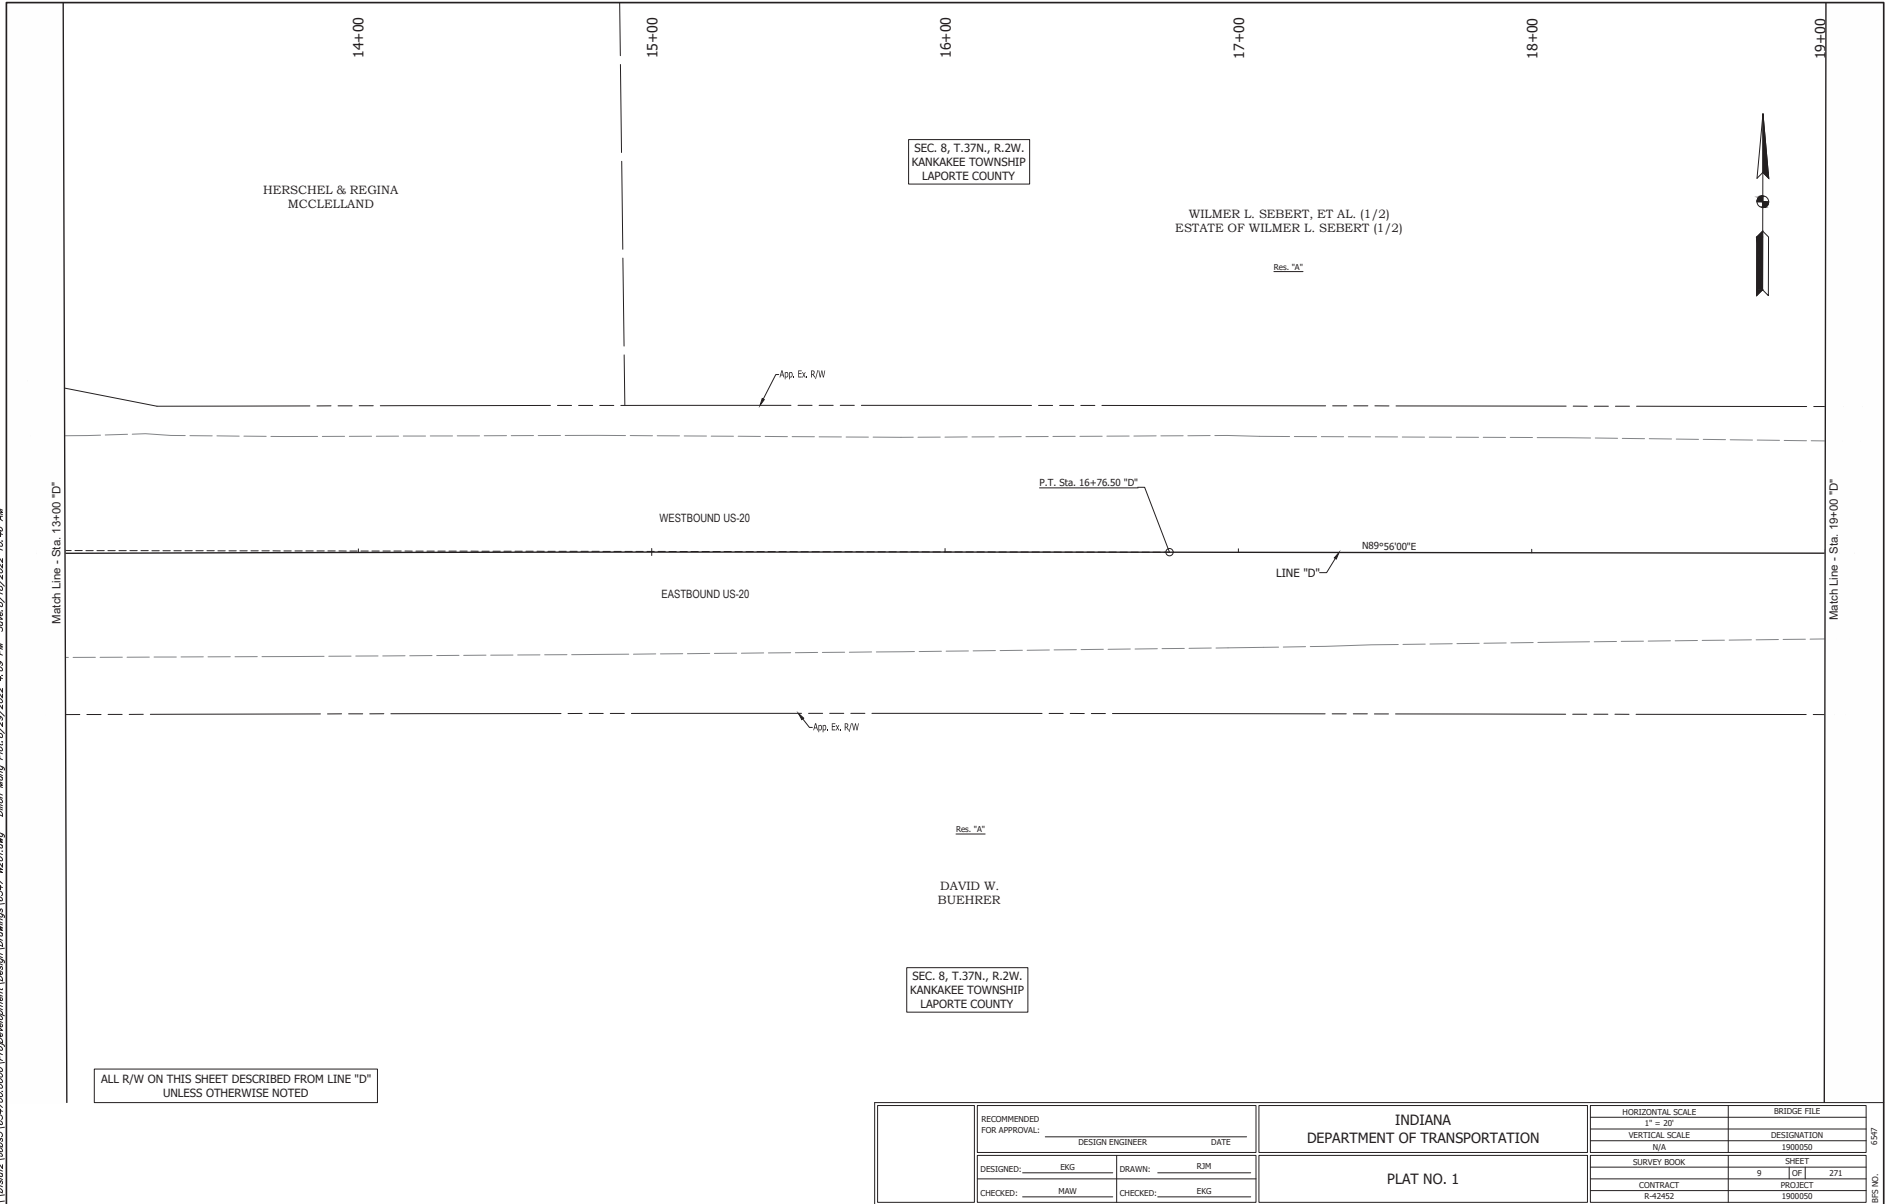 14+00
15+00
16+00
17+00
18+00
19+00
SEC. 8, T.37N., R.2W.
KANKAKEE TOWNSHIP
LAPORTE COUNTY
HERSCHEL & REGINA
MCCLELLAND
WILMER L. SEBERT, ET AL. (1/2)
ESTATE OF WILMER L. SEBERT (1/2)
Res. "A"
App. Ex. R/W
Match Line - Sta. 13+00 "D"
P.T. Sta. 16+76.50 "D"
WESTBOUND US-20
N89°56'00"E
LINE "D"
EASTBOUND US-20
Match Line - Sta. 19+00 "D"
App. Ex. R/W
Res. "A"
DAVID W.
BUEHRER
SEC. 8, T.37N., R.2W.
KANKAKEE TOWNSHIP
LAPORTE COUNTY
ALL R/W ON THIS SHEET DESCRIBED FROM LINE "D"
UNLESS OTHERWISE NOTED
RECOMMENDED
FOR APPROVAL:
DESIGN ENGINEER DATE
DESIGNED: EKG DRAWN: RJM
CHECKED: MAW CHECKED: EKG
INDIANA
DEPARTMENT OF TRANSPORTATION
PLAT NO. 1
HORIZONTAL SCALE BRIDGE FILE
1" = 20'
VERTICAL SCALE DESIGNATION
N/A 1900050
SURVEY BOOK SHEET
9 OF 271
CONTRACT PROJECT
R-42452 1900050
BFS NO. 6547